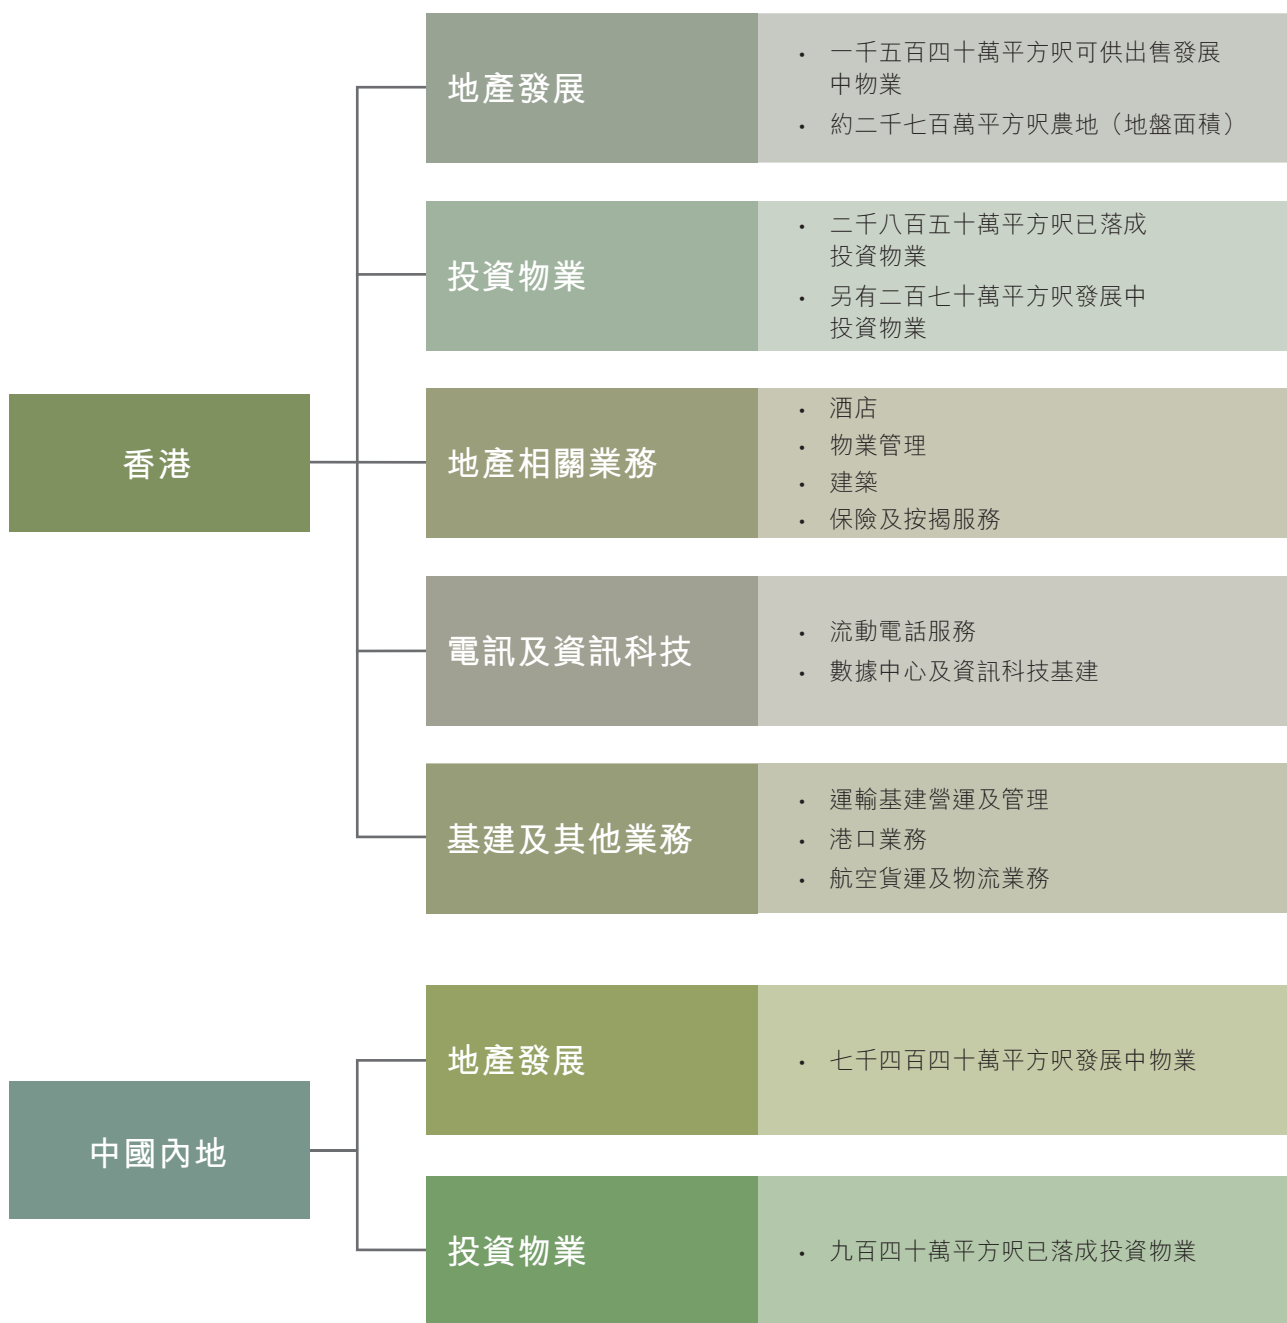 香港
地產發展
• 一千五百四十萬平方呎可供出售發展
中物業
• 約二千七百萬平方呎農地（地盤面積）
投資物業
• 二千八百五十萬平方呎已落成
投資物業
• 另有二百七十萬平方呎發展中
投資物業
地產相關業務
• 酒店
• 物業管理
• 建築
• 保險及按揭服務
電訊及資訊科技
• 流動電話服務
• 數據中心及資訊科技基建
基建及其他業務
• 運輸基建營運及管理
• 港口業務
• 航空貨運及物流業務
中國內地
地產發展
• 七千四百四十萬平方呎發展中物業
投資物業
• 九百四十萬平方呎已落成投資物業